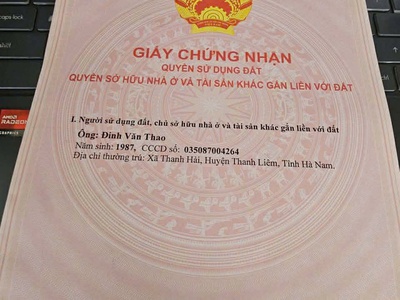 GIẤY CHỨNG NHẬN
QUYỀN SỬ DỤNG ĐẤT
QUYỀN SỞ HỮU NHÀ Ở VÀ TÀI SẢN KHÁC GẮN LIỀN VỚI ĐẤT
I. Người sử dụng đất, chủ sở hữu nhà ở và tài sản khác gắn liền với đất
Ông: Đinh Văn Thao
Năm sinh: 1987, CCCD số: 035087004264
Địa chỉ thường trú: Xã Thanh Hải, Huyện Thanh Liêm, Tỉnh Hà Nam.
AMD
RADEON
GRAPHICS